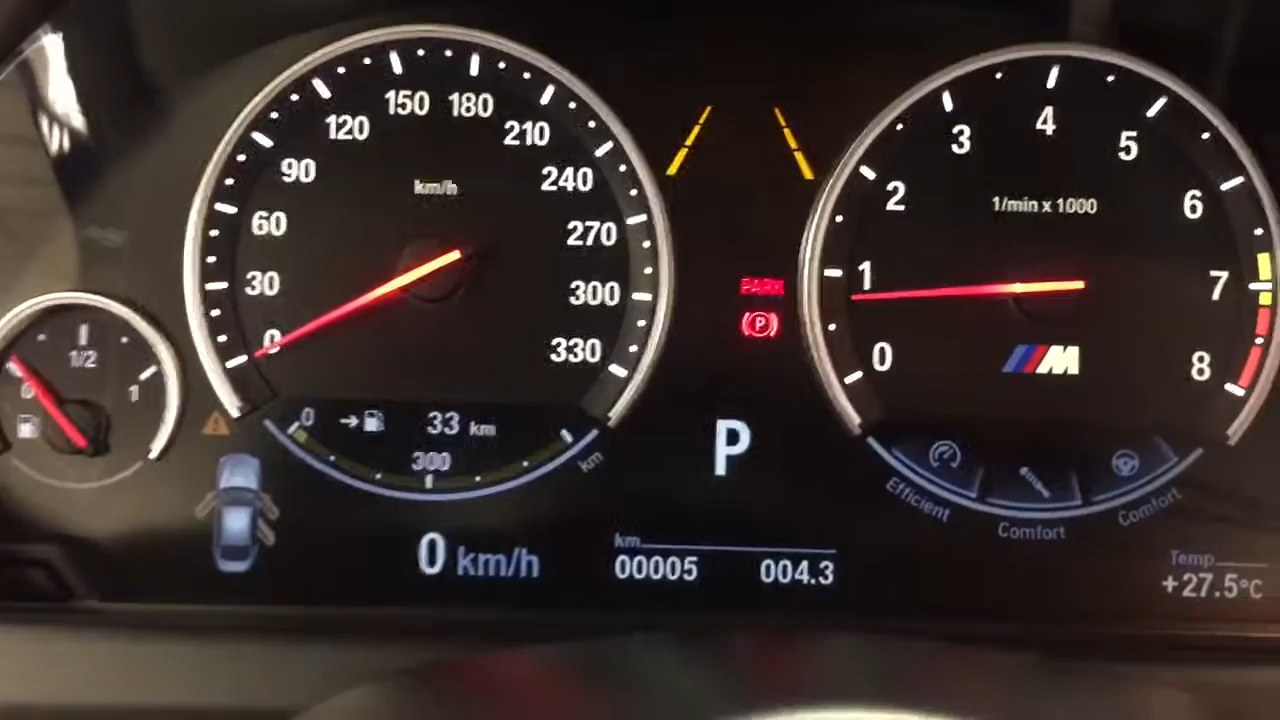 150 180
120 210
90 240
km/h
60 270
30 300
0 330
1/2
0 1
0 33 km
300 km
0 km/h
PARK
P
P
km
00005 004.3
3 4 5
2 6
1/min x 1000
1 7
0 8
M
Efficient Comfort Comfort
Temp
+27.5°C